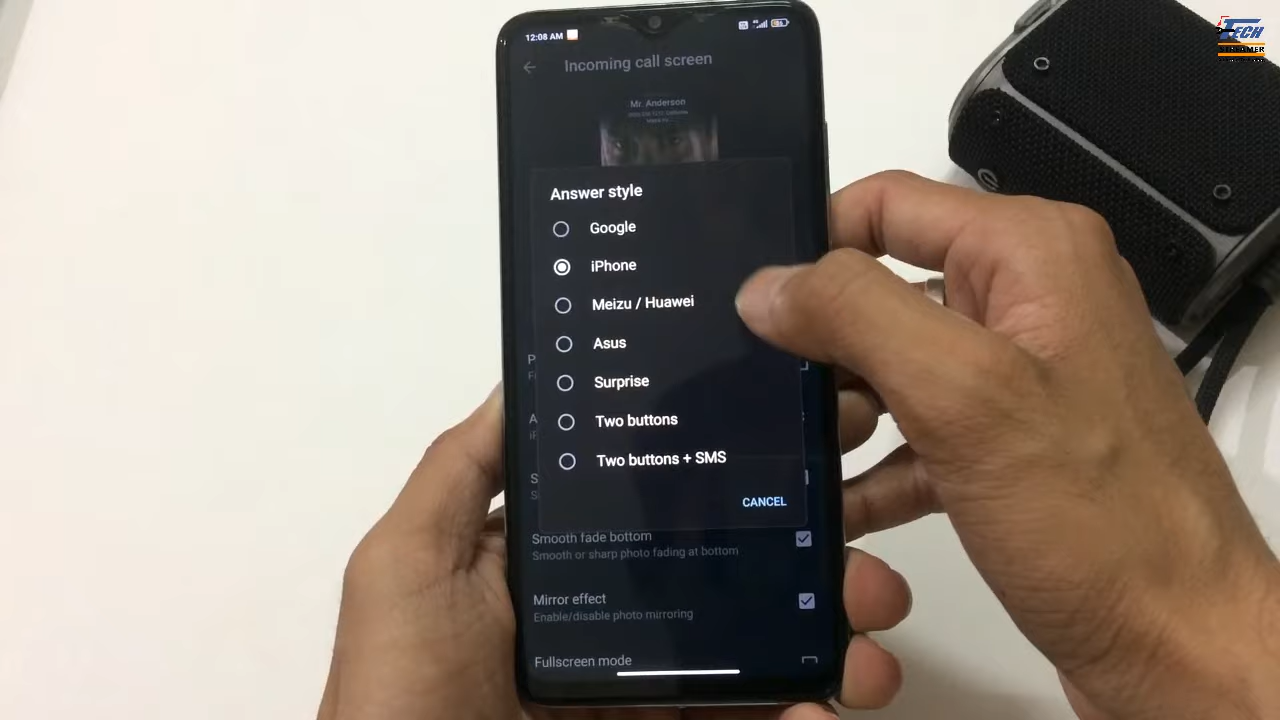 12:08 AM
TECH
Incoming call screen
Mr. Anderson
Answer style
Google
iPhone
Meizu / Huawei
Asus
Surprise
Two buttons
Two buttons + SMS
CANCEL
Smooth fade bottom
Smooth or sharp photo fading at bottom
Mirror effect
Enable/disable photo mirroring
Fullscreen mode